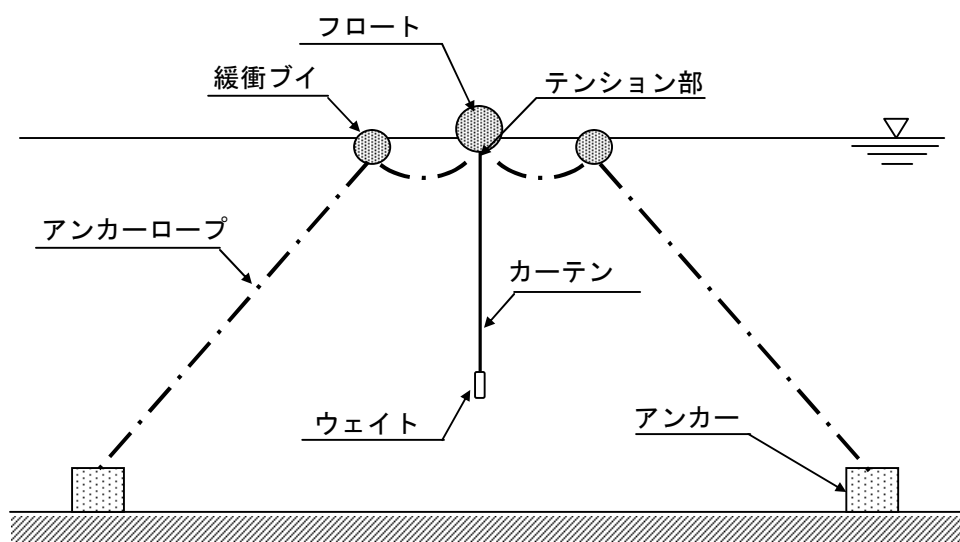 フロート
緩衝ブイ
テンション部
アンカーロープ
カーテン
ウェイト
アンカー